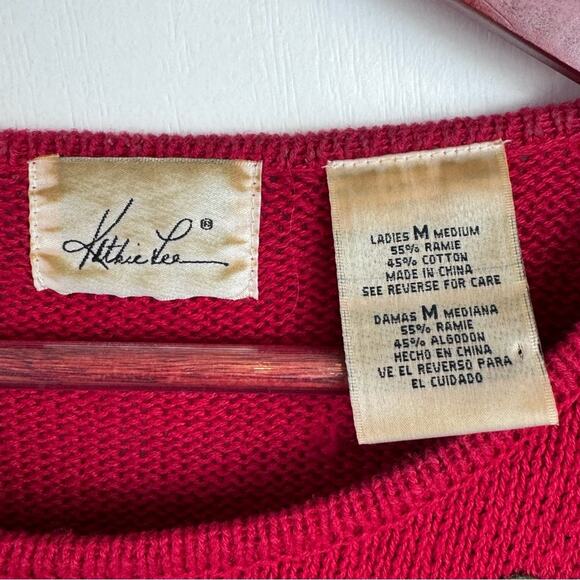 Kathie Lee ®
LADIES M MEDIUM
55% RAMIE
45% COTTON
MADE IN CHINA
SEE REVERSE FOR CARE
DAMAS M MEDIANA
55% RAMIE
45% ALGODON
HECHO EN CHINA
VE EL REVERSO PARA
EL CUIDADO